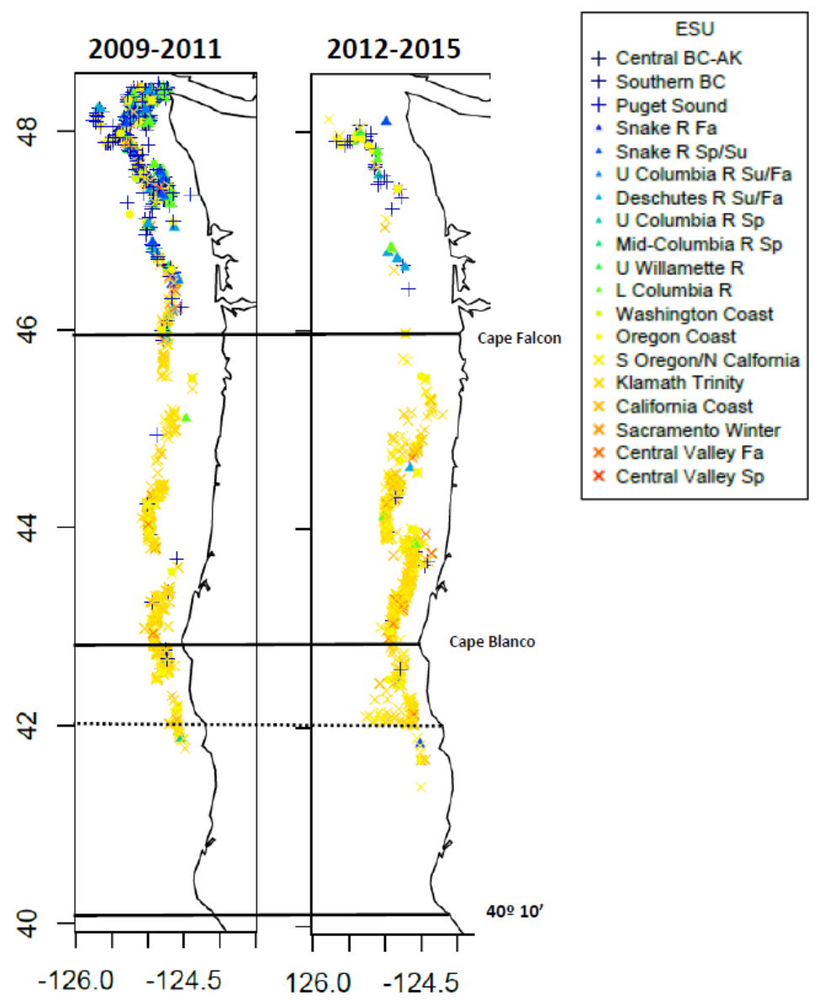 2009-2011
2012-2015
ESU
Central BC-AK
Southern BC
Puget Sound
Snake R Fa
Snake R Sp/Su
U Columbia R Su/Fa
Deschutes R Su/Fa
U Columbia R Sp
Mid-Columbia R Sp
U Willamette R
L Columbia R
Washington Coast
Oregon Coast
S Oregon/N Calfornia
Klamath Trinity
California Coast
Sacramento Winter
Central Valley Fa
Central Valley Sp
48
46
Cape Falcon
44
Cape Blanco
42
40
40º 10’
-126.0 -124.5
126.0 -124.5